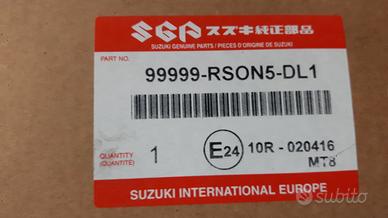 SGP スズキ純正部品
SUZUKI GENUINE PARTS / PIECES D'ORIGINE DE SUZUKI
PART NO.
99999-RSON5-DL1
QUANTITY
(QUANTITÉ)
1
E24
10R - 020416
MT8
SUZUKI INTERNATIONAL EUROPE
subito